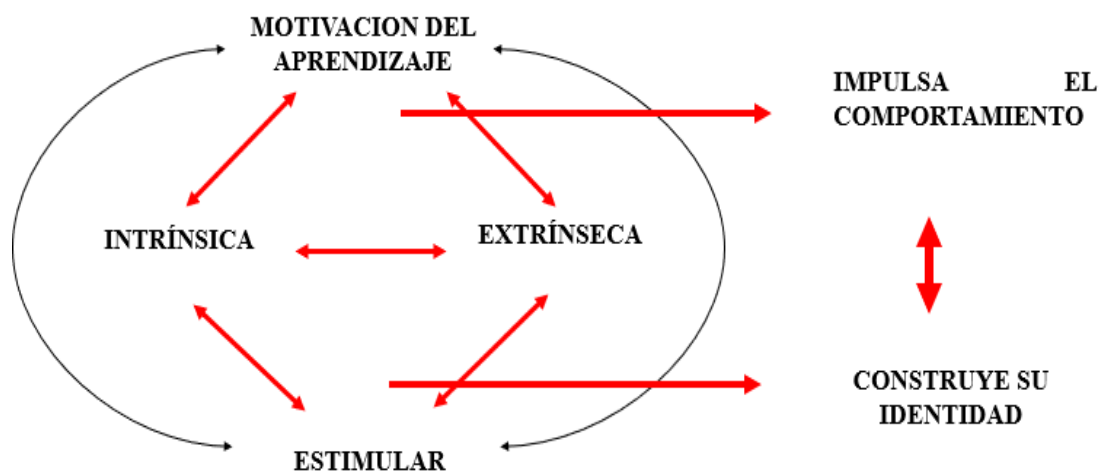 MOTIVACION DEL
APRENDIZAJE
IMPULSA EL
COMPORTAMIENTO
INTRÍNSICA
EXTRÍNSECA
CONSTRUYE SU
IDENTIDAD
ESTIMULAR